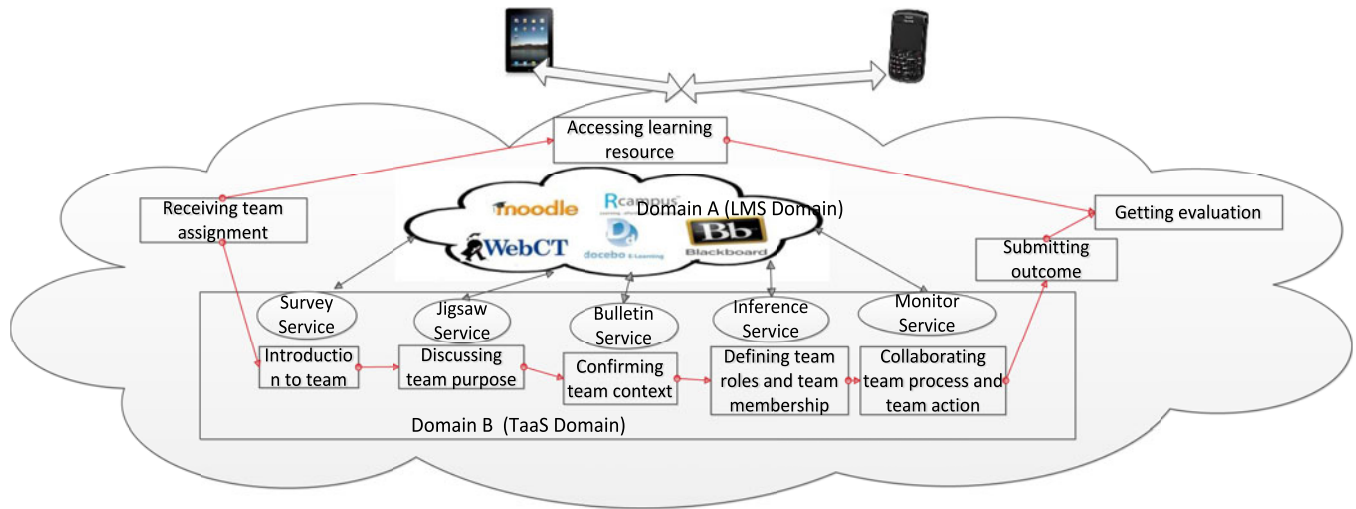 Accessing learning
resource
Receiving team
assignment
moodle
Rcampus
Domain A (LMS Domain)
WebCT
docebo E-Learning
Bb
Blackboard
Getting evaluation
Submitting
outcome
Survey
Service
Jigsaw
Service
Bulletin
Service
Inference
Service
Monitor
Service
Introductio
n to team
Discussing
team purpose
Confirming
team context
Defining team
roles and team
membership
Collaborating
team process and
team action
Domain B (TaaS Domain)